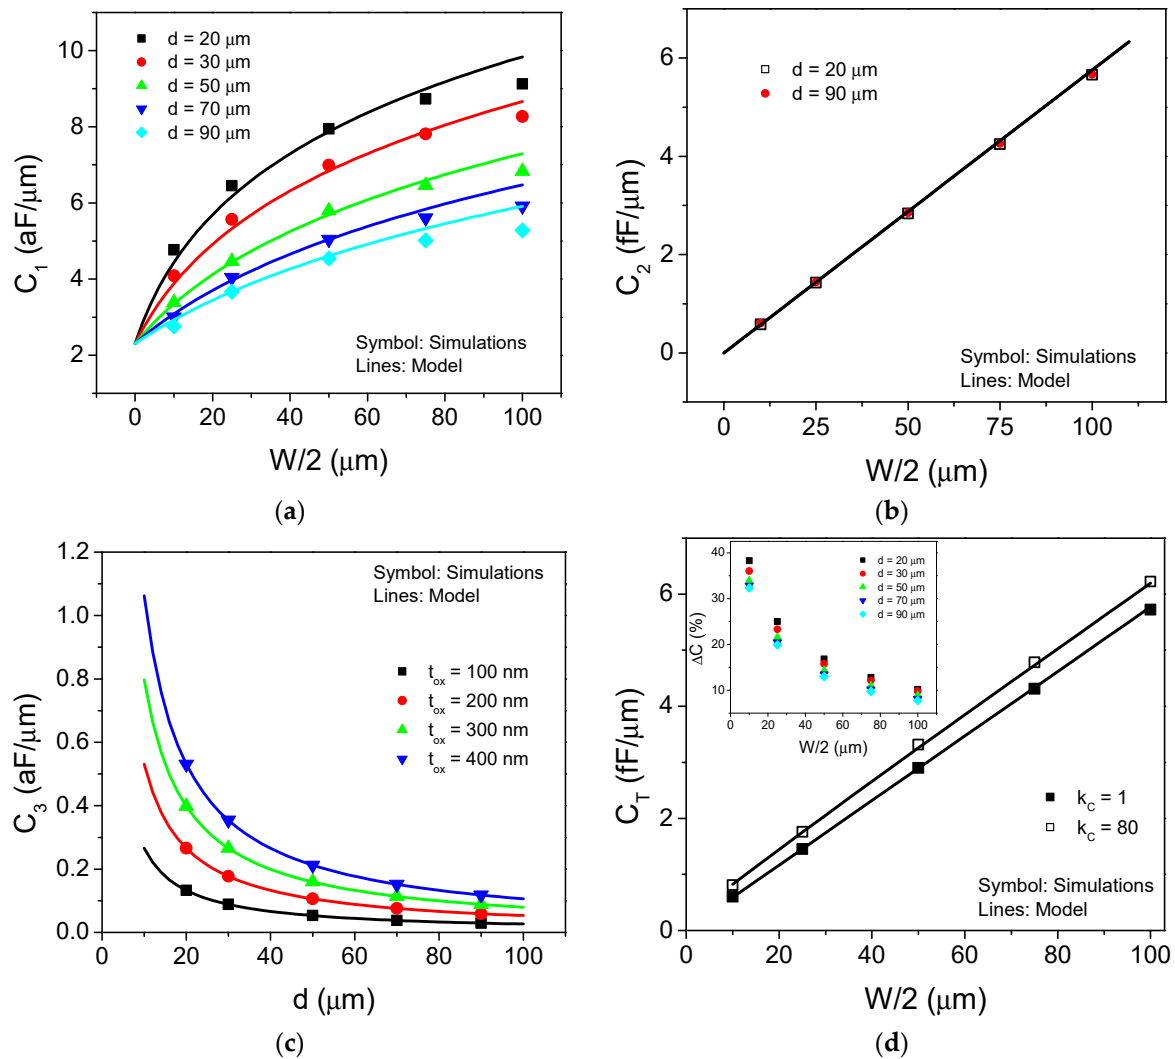 d = 20 μm
d = 30 μm
d = 50 μm
d = 70 μm
d = 90 μm
10
8
6
4
2
C1 (aF/μm)
Symbol: Simulations
Lines: Model
0 20 40 60 80 100
W/2 (μm)
(a)
d = 20 μm
d = 90 μm
6
4
2
0
C2 (fF/μm)
Symbol: Simulations
Lines: Model
0 25 50 75 100
W/2 (μm)
(b)
1.2
1.0
0.8
0.6
0.4
0.2
0.0
C3 (aF/μm)
Symbol: Simulations
Lines: Model
tox = 100 nm
tox = 200 nm
tox = 300 nm
tox = 400 nm
0 20 40 60 80 100
d (μm)
(c)
6
4
2
0
CT (fF/μm)
40
30
20
10
ΔC (%)
d = 20 μm
d = 30 μm
d = 50 μm
d = 70 μm
d = 90 μm
0 20 40 60 80 100
W/2 (μm)
kC = 1
kC = 80
Symbol: Simulations
Lines: Model
0 20 40 60 80 100
W/2 (μm)
(d)